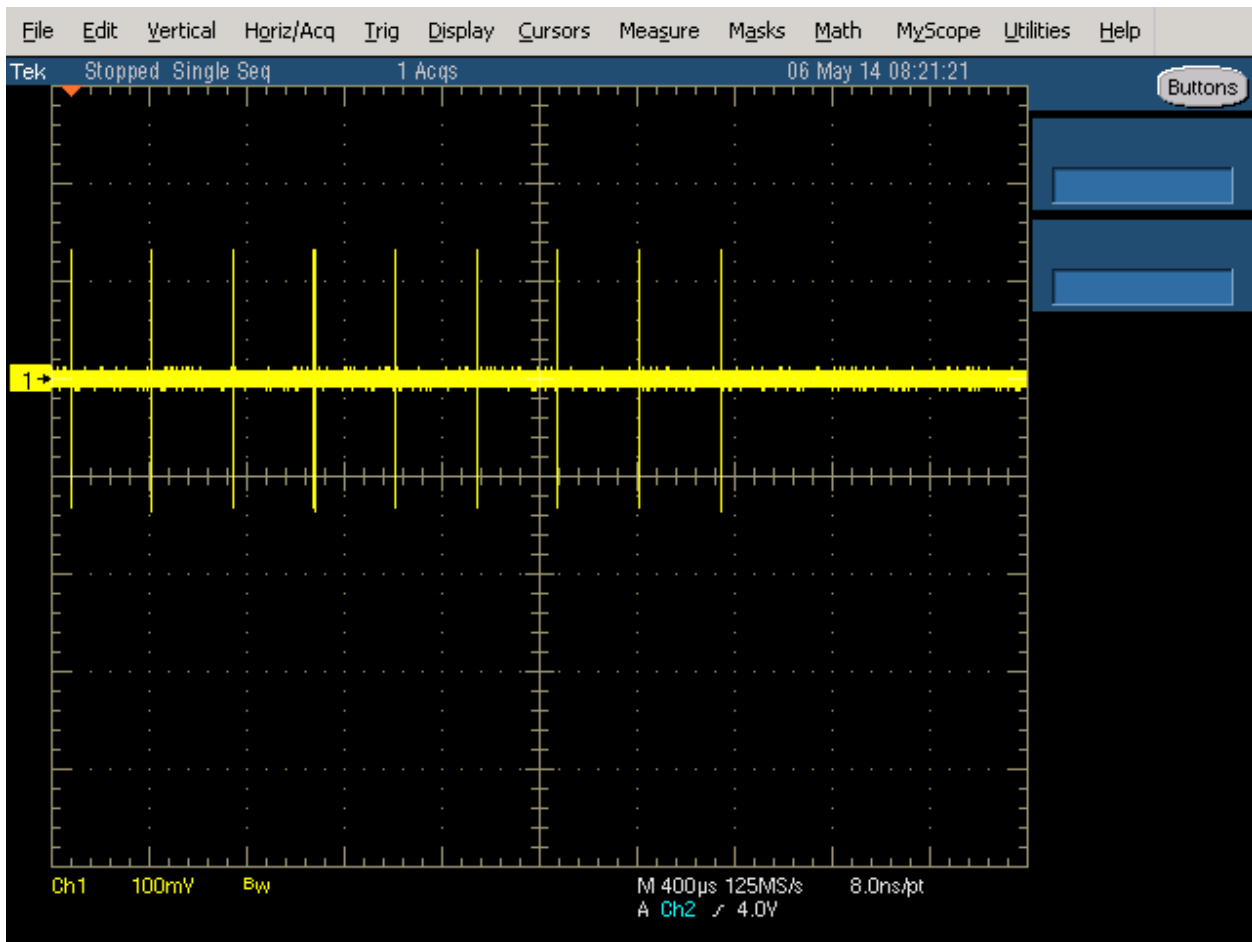 File Edit Vertical Horiz/Acq Trig Display Cursors Measure Masks Math MyScope Utilities Help
Tek Stopped Single Seq 1 Acqs 06 May 14 08:21:21
Buttons
1
Ch1 100mV BW M 400µs 125MS/s 8.0ns/pt
A Ch2 4.0V